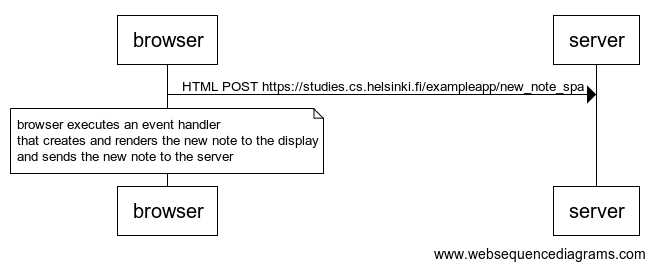 browser
server
HTML POST https://studies.cs.helsinki.fi/exampleapp/new_note_spa
browser executes an event handler
that creates and renders the new note to the display
and sends the new note to the server
browser
server
www.websequencediagrams.com